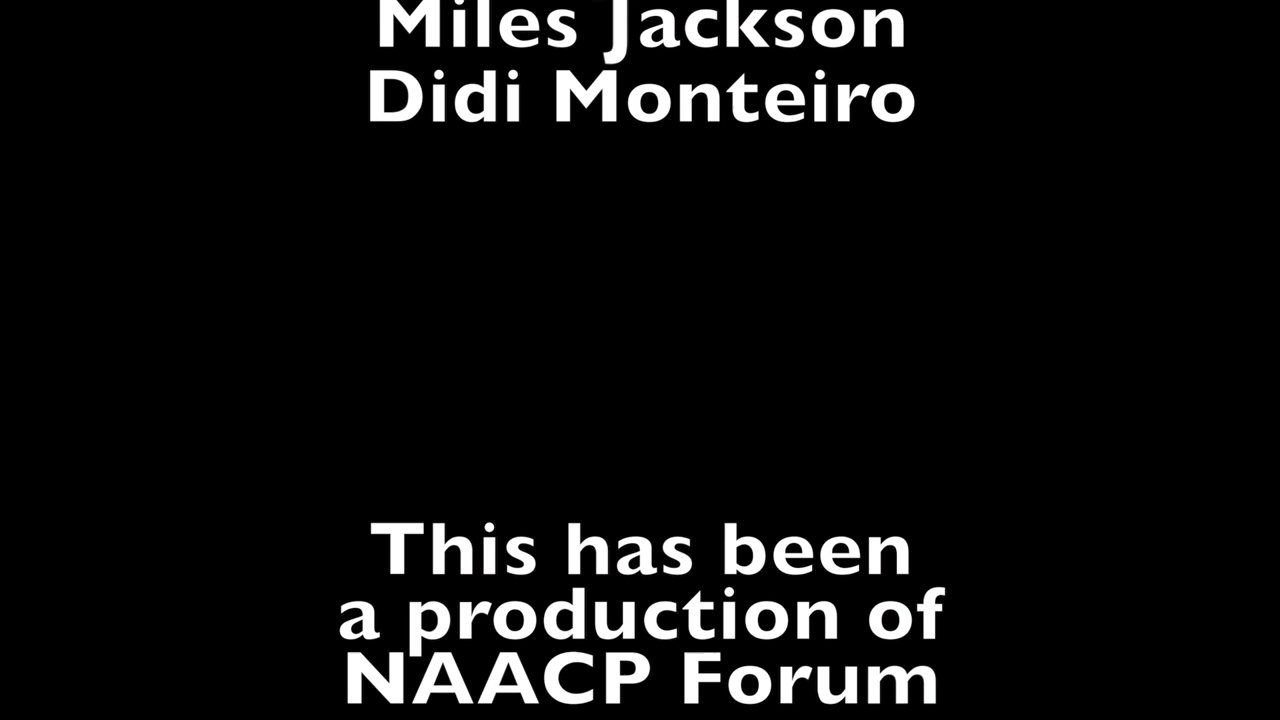 Miles Jackson
Didi Monteiro
This has been
a production of
NAACP Forum